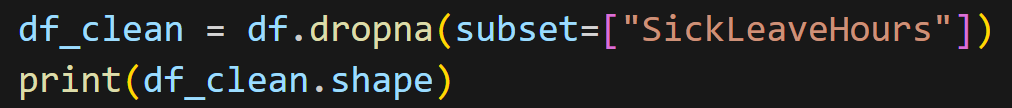 df_clean = df.dropna(subset=["SickLeaveHours"])
print(df_clean.shape)